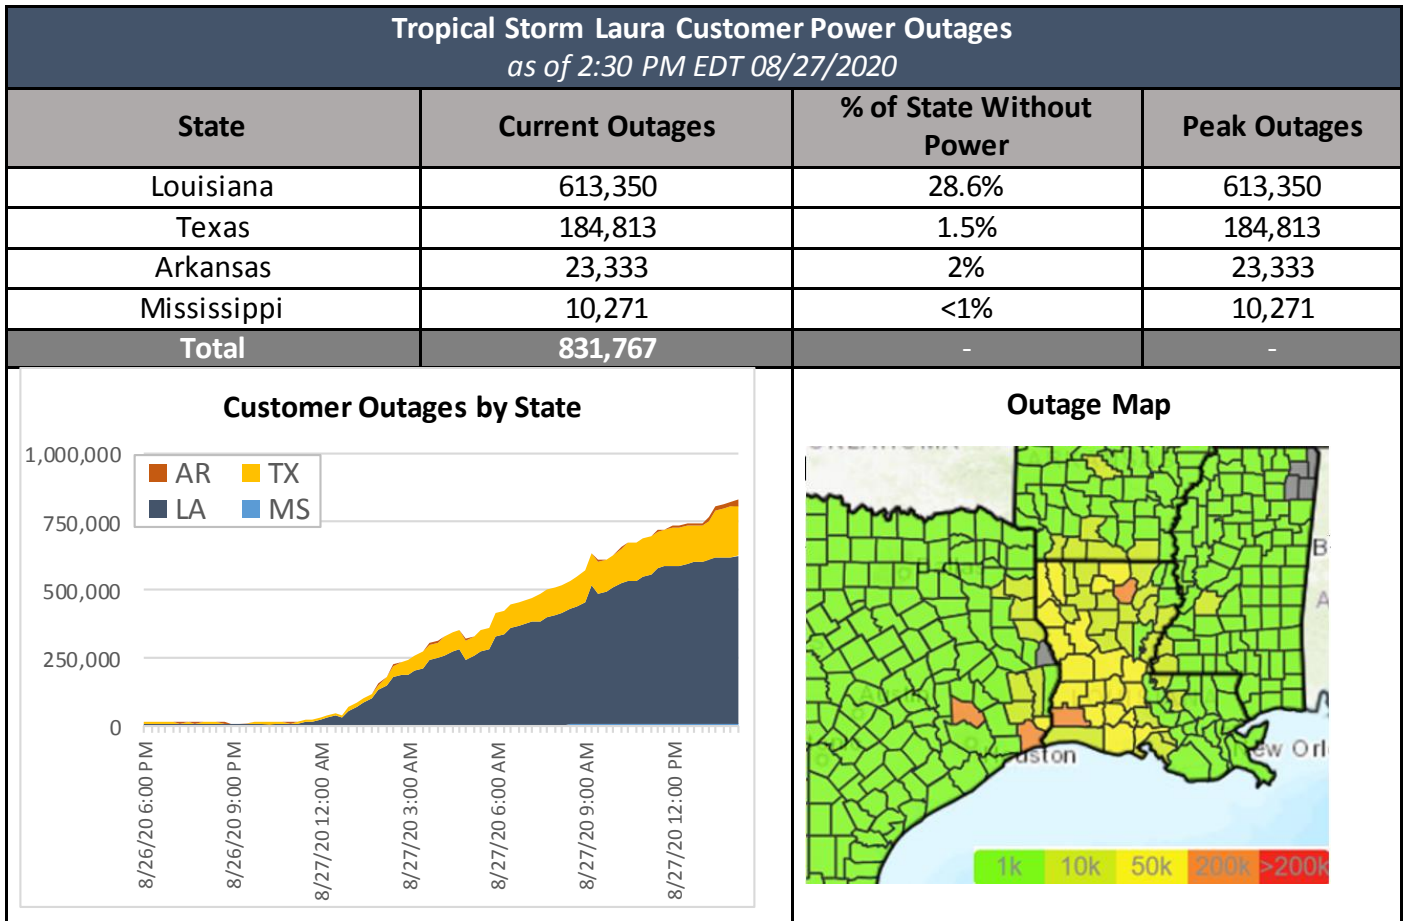 Tropical Storm Laura Customer Power Outages
as of 2:30 PM EDT 08/27/2020
State
Current Outages
% of State Without
Power
Peak Outages
Louisiana 613,350 28.6% 613,350
Texas 184,813 1.5% 184,813
Arkansas 23,333 2% 23,333
Mississippi 10,271 <1% 10,271
Total 831,767 - -
Customer Outages by State
1,000,000
750,000
500,000
250,000
0
AR TX
LA MS
8/26/20 6:00 PM
8/26/20 9:00 PM
8/27/20 12:00 AM
8/27/20 3:00 AM
8/27/20 6:00 AM
8/27/20 9:00 AM
8/27/20 12:00 PM
Outage Map
Dallas
Austin
Houston
ew Orl
1k 10k 50k 200k >200k